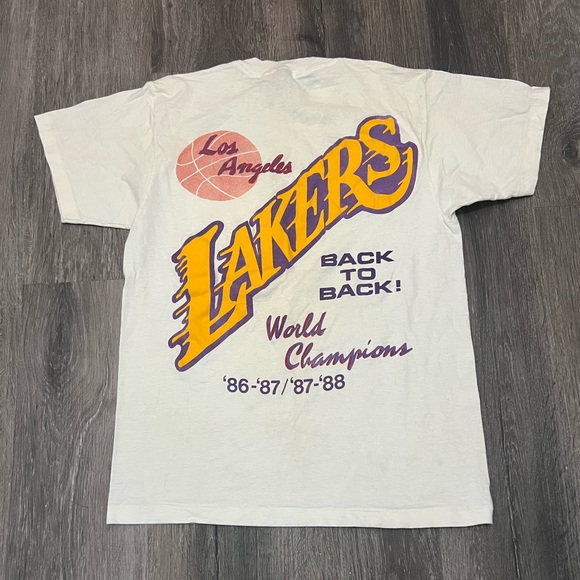 Los
Angeles
LAKERS
BACK
TO
BACK!
World
Champions
'86-'87/'87-'88